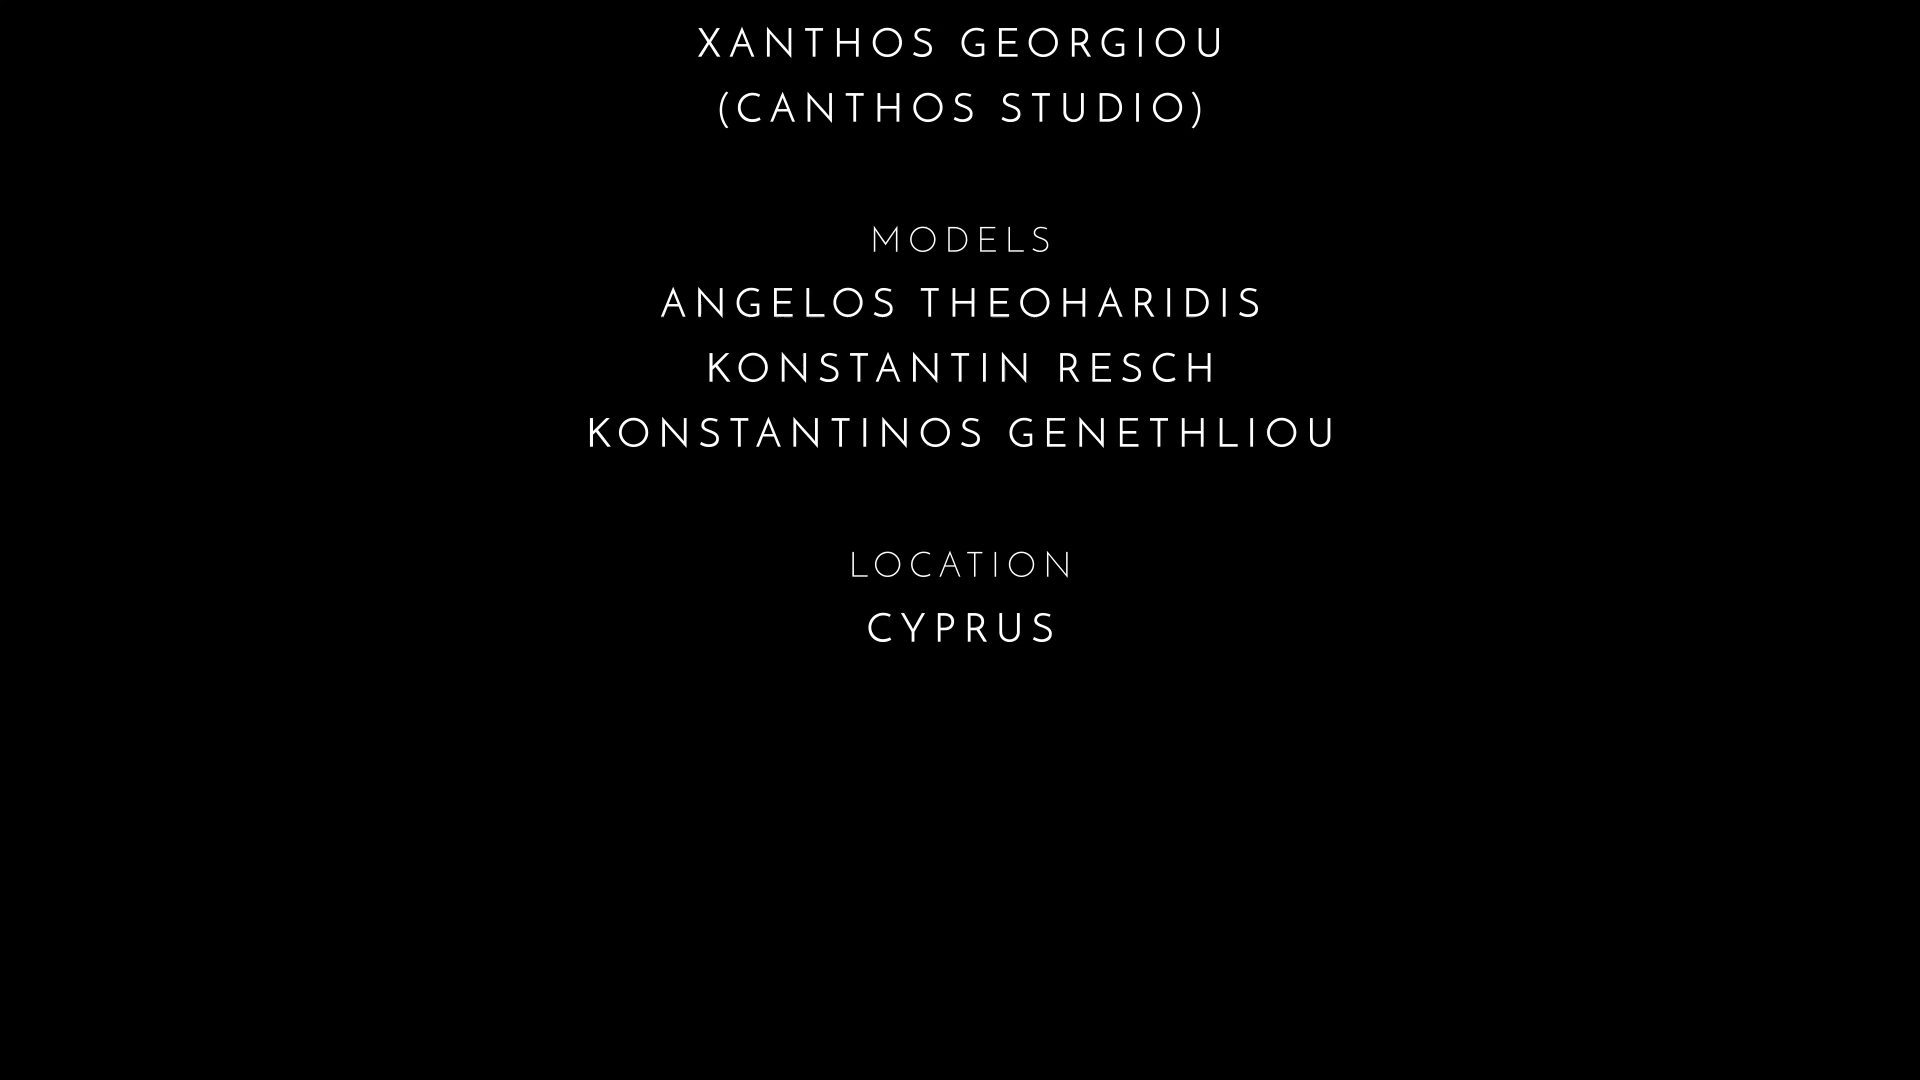 XANTHOS GEORGIOU
(CANTHOS STUDIO)
MODELS
ANGELOS THEOHARIDIS
KONSTANTIN RESCH
KONSTANTINOS GENETHLIOU
LOCATION
CYPRUS